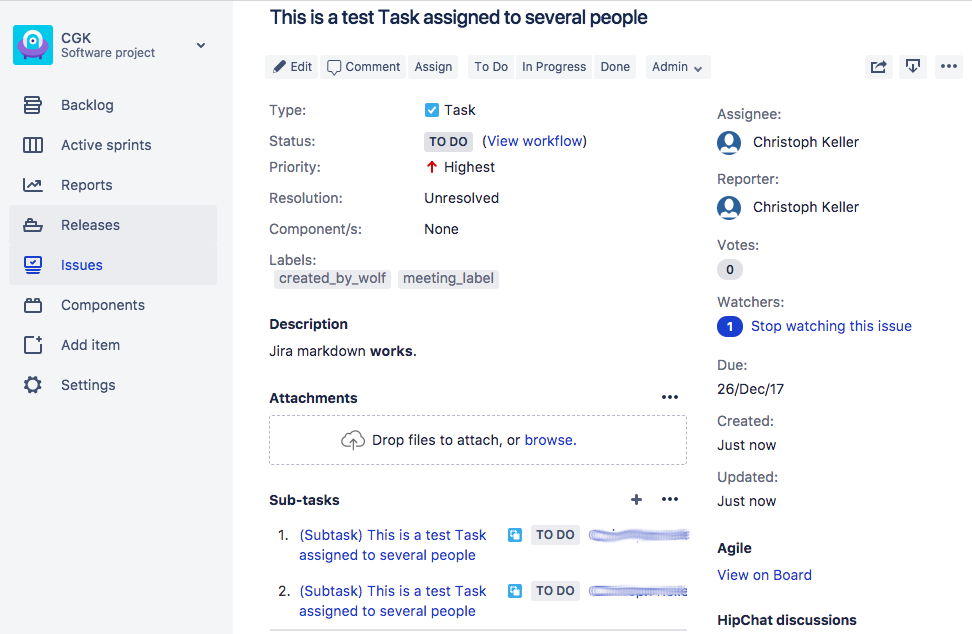 CGK
Software project
Backlog
Active sprints
Reports
Releases
Issues
Components
Add item
Settings
This is a test Task assigned to several people
Edit Comment Assign To Do In Progress Done Admin
Type: Task
Status: TO DO (View workflow)
Priority: Highest
Resolution: Unresolved
Component/s: None
Labels:
created_by_wolf meeting_label
Description
Jira markdown works.
Attachments
Drop files to attach, or browse.
Sub-tasks
1. (Subtask) This is a test Task TO DO
assigned to several people
2. (Subtask) This is a test Task TO DO
assigned to several people
Assignee:
Christoph Keller
Reporter:
Christoph Keller
Votes:
0
Watchers:
1 Stop watching this issue
Due:
26/Dec/17
Created:
Just now
Updated:
Just now
Agile
View on Board
HipChat discussions